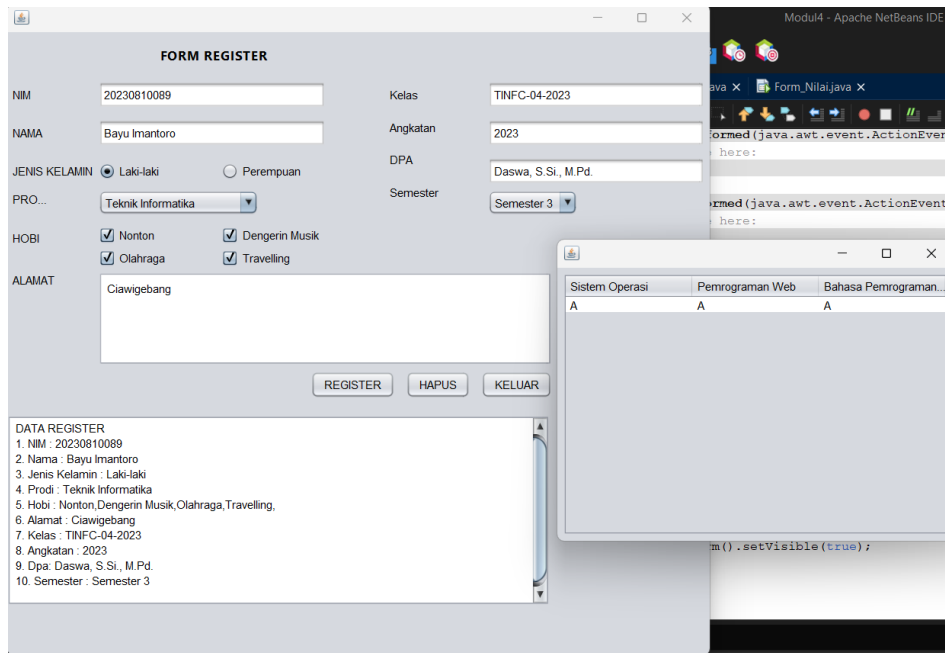 Modul4 - Apache NetBeans IDE
FORM REGISTER
NIM 20230810089 Kelas TINFC-04-2023
NAMA Bayu Imantoro Angkatan 2023
JENIS KELAMIN Laki-laki Perempuan DPA Daswa, S.Si., M.Pd.
PRO... Teknik Informatika Semester Semester 3
HOBI Nonton Dengerin Musik
Olahraga Travelling
ALAMAT Ciawigebang
REGISTER HAPUS KELUAR
DATA REGISTER
1. NIM : 20230810089
2. Nama : Bayu Imantoro
3. Jenis Kelamin : Laki-laki
4. Prodi : Teknik Informatika
5. Hobi : Nonton,Dengerin Musik,Olahraga,Travelling,
6. Alamat : Ciawigebang
7. Kelas : TINFC-04-2023
8. Angkatan : 2023
9. Dpa: Daswa, S.Si., M.Pd.
10. Semester : Semester 3
ava Form_Nilai.java
formed(java.awt.event.ActionEven
here:
ormed(java.awt.event.ActionEvent
here:
Sistem Operasi Pemrograman Web Bahasa Pemrograman...
A A A
m().setVisible(true);